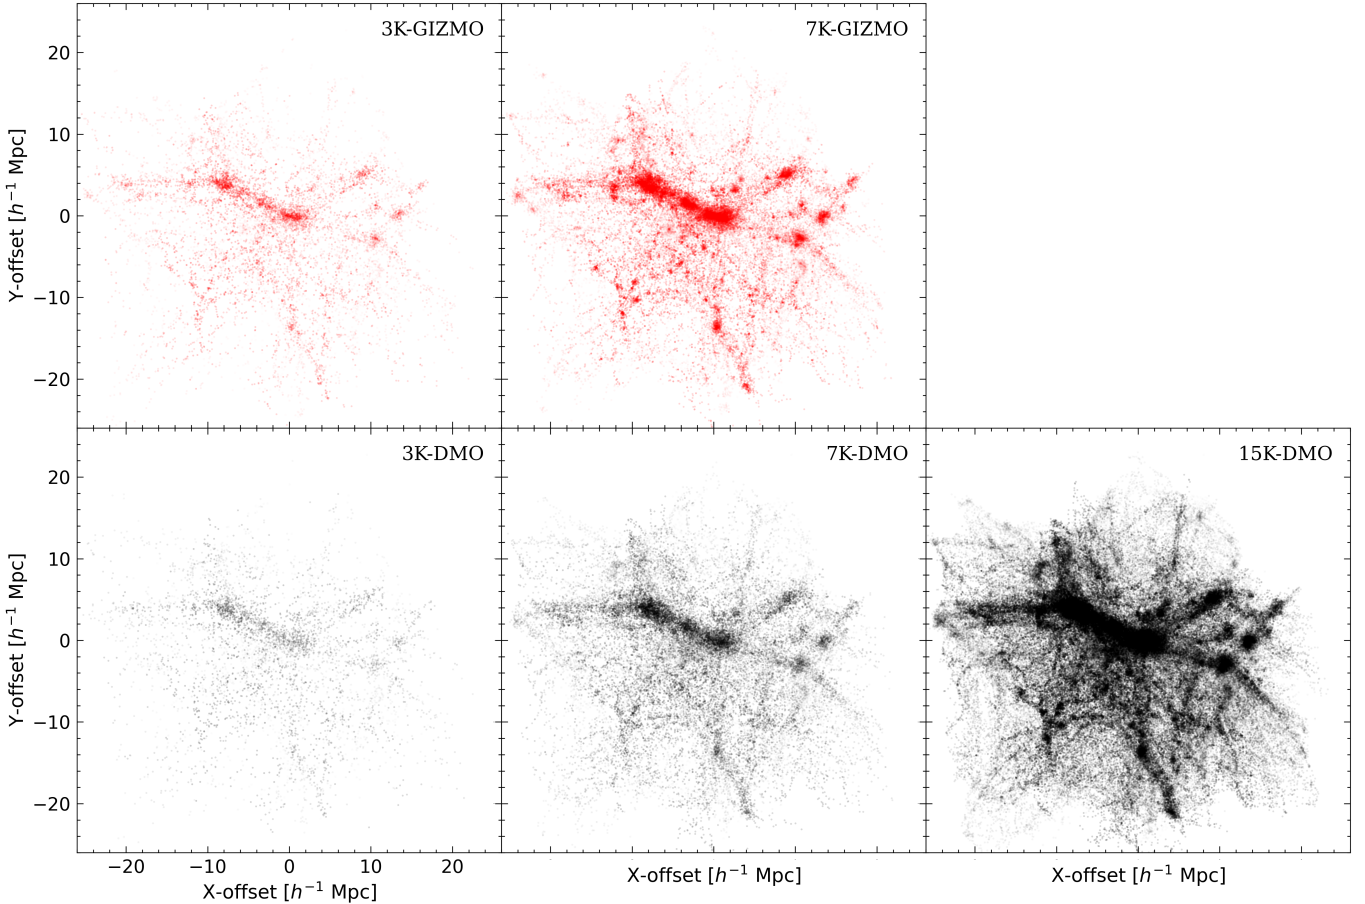 3K-GIZMO
7K-GIZMO
20
10
0
−10
−20
Y-offset [h⁻¹ Mpc]
3K-DMO
7K-DMO
15K-DMO
20
10
0
−10
−20
Y-offset [h⁻¹ Mpc]
−20 −10 0 10 20
X-offset [h⁻¹ Mpc]
X-offset [h⁻¹ Mpc]
X-offset [h⁻¹ Mpc]